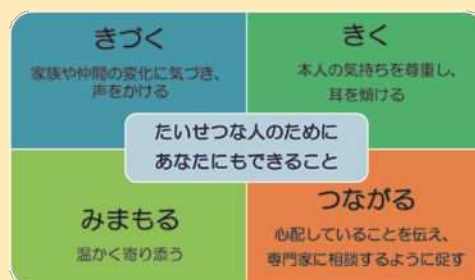 きづく
家族や仲間の変化に気づき、
声をかける
きく
本人の気持ちを尊重し、
耳を傾ける
たいせつな人のために
あなたにもできること
みまもる
温かく寄り添う
つながる
心配していることを伝え、
専門家に相談するように促す